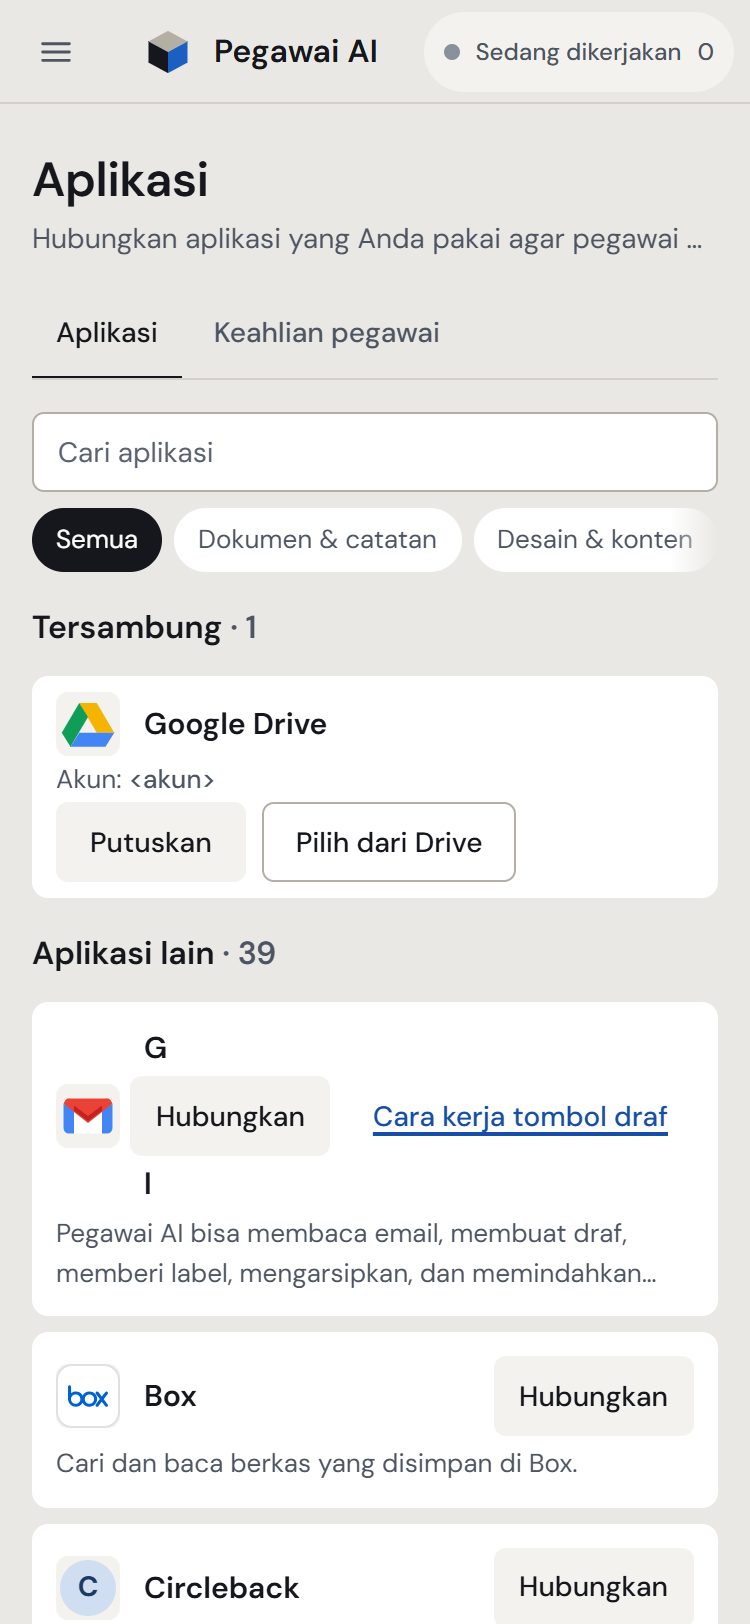 Pegawai AI
Sedang dikerjakan 0
Aplikasi
Hubungkan aplikasi yang Anda pakai agar pegawai ...
Aplikasi
Keahlian pegawai
Cari aplikasi
Semua
Dokumen & catatan
Desain & konten
Tersambung · 1
Google Drive
Akun: <akun>
Putuskan
Pilih dari Drive
Aplikasi lain · 39
G
Hubungkan
Cara kerja tombol draf
l
Pegawai AI bisa membaca email, membuat draf,
memberi label, mengarsipkan, dan memindahkan...
box
Box
Hubungkan
Cari dan baca berkas yang disimpan di Box.
C
Circleback
Hubungkan